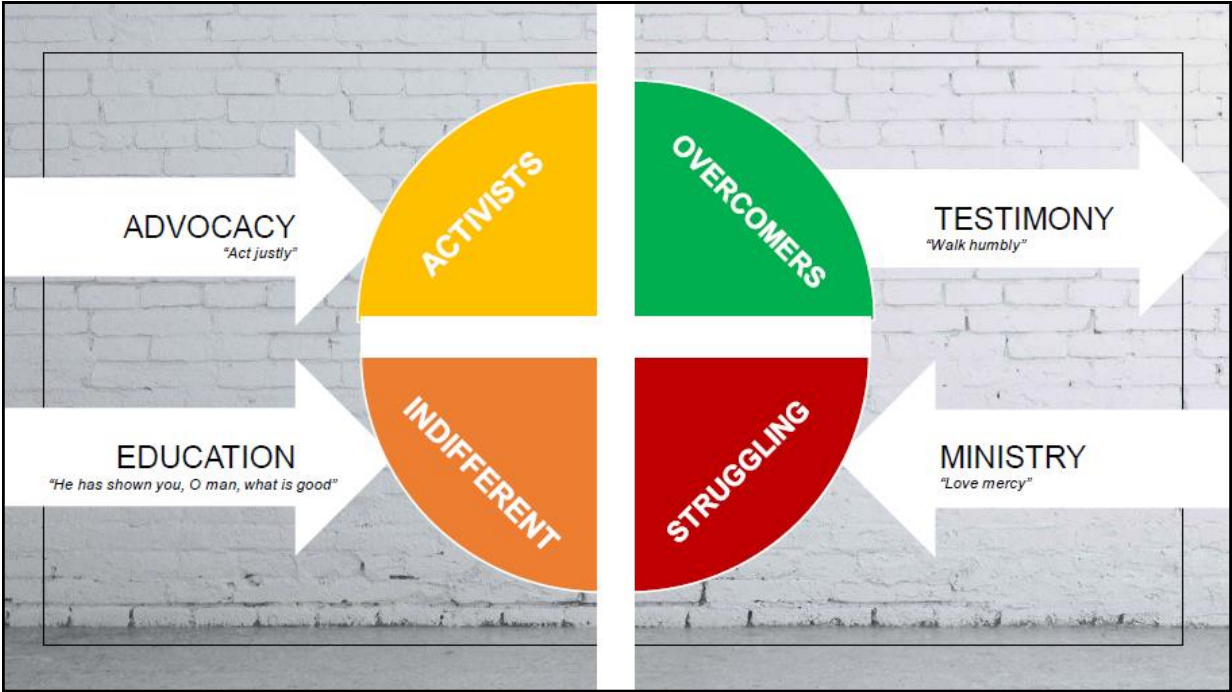 ACTIVISTS
OVERCOMERS
ADVOCACY
“Act justly”
TESTIMONY
“Walk humbly”
INDIFFERENT
STRUGGLING
EDUCATION
“He has shown you, O man, what is good”
MINISTRY
“Love mercy”